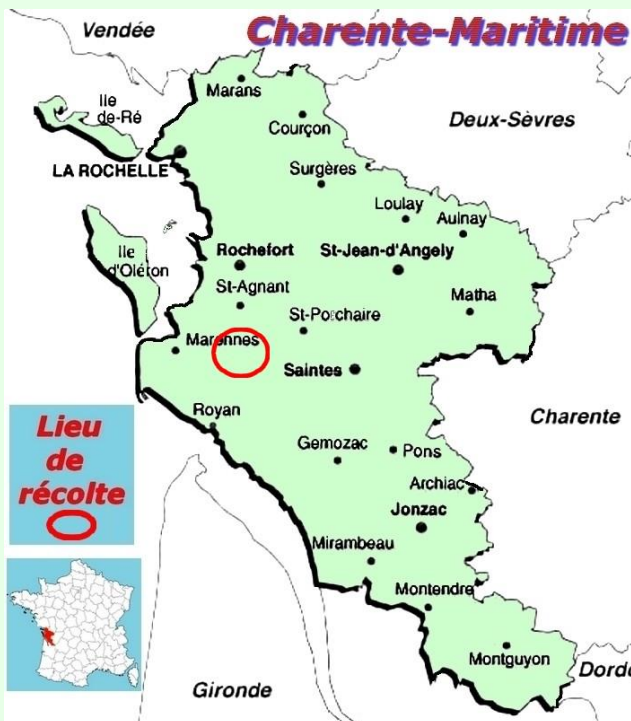 Charente-Maritime
Vendée
Marans
Ile
de-Ré
Courçon
Deux-Sèvres
LA ROCHELLE
Surgères
Loulay
Aulnay
Ile
d'Oléron
Rochefort
St-Jean-d'Angely
St-Agnant
Matha
St-Porchaire
Marennes
Saintes
Royan
Charente
Lieu
de
récolte
Gemozac
Pons
Archiac
Jonzac
Mirambeau
Montendre
Montguyon
Dordo
Gironde